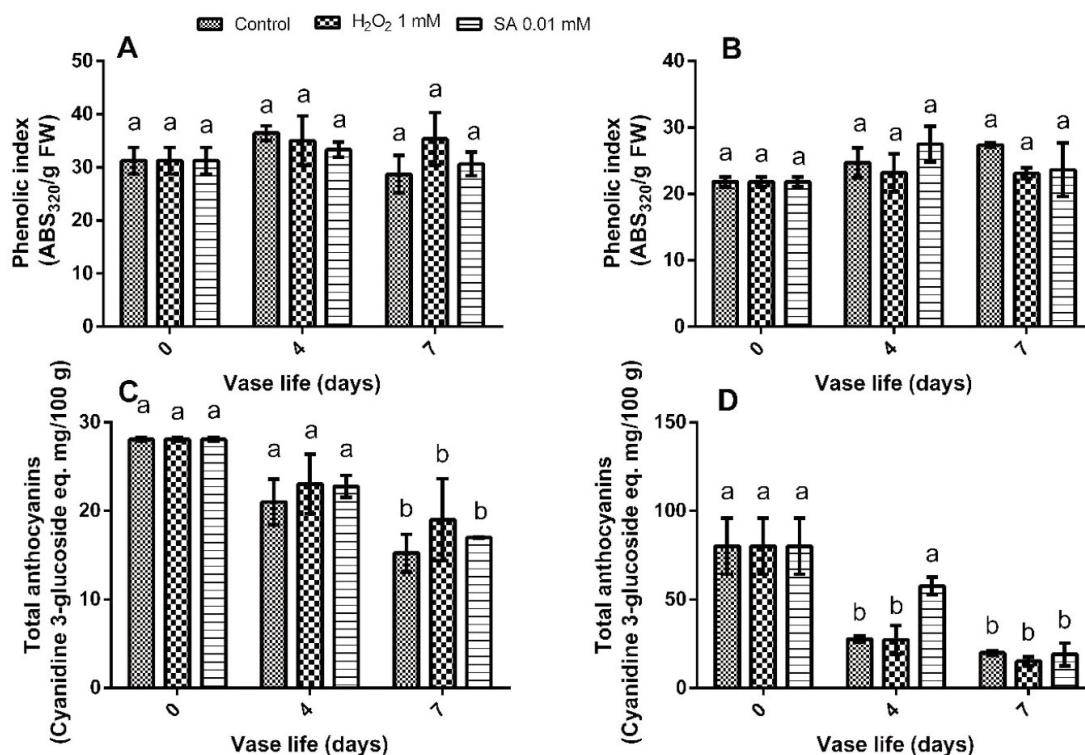 Control H₂O₂ 1 mM SA 0.01 mM
A
Phenolic index
(ABS₃₂₀/g FW)
50
40
30
20
10
0
a a a
a a a
a a a
0 4 7
Vase life (days)
B
Phenolic index
(ABS₃₂₀/g FW)
40
30
20
10
0
a a a
a a a
a a a
0 4 7
Vase life (days)
C
Total anthocyanins
(Cyanidine 3-glucoside eq. mg/100 g)
30
20
10
0
a a a
a a a
b b b
0 4 7
Vase life (days)
D
Total anthocyanins
(Cyanidine 3-glucoside eq. mg/100 g)
150
100
50
0
a a a
b b a
b b b
0 4 7
Vase life (days)